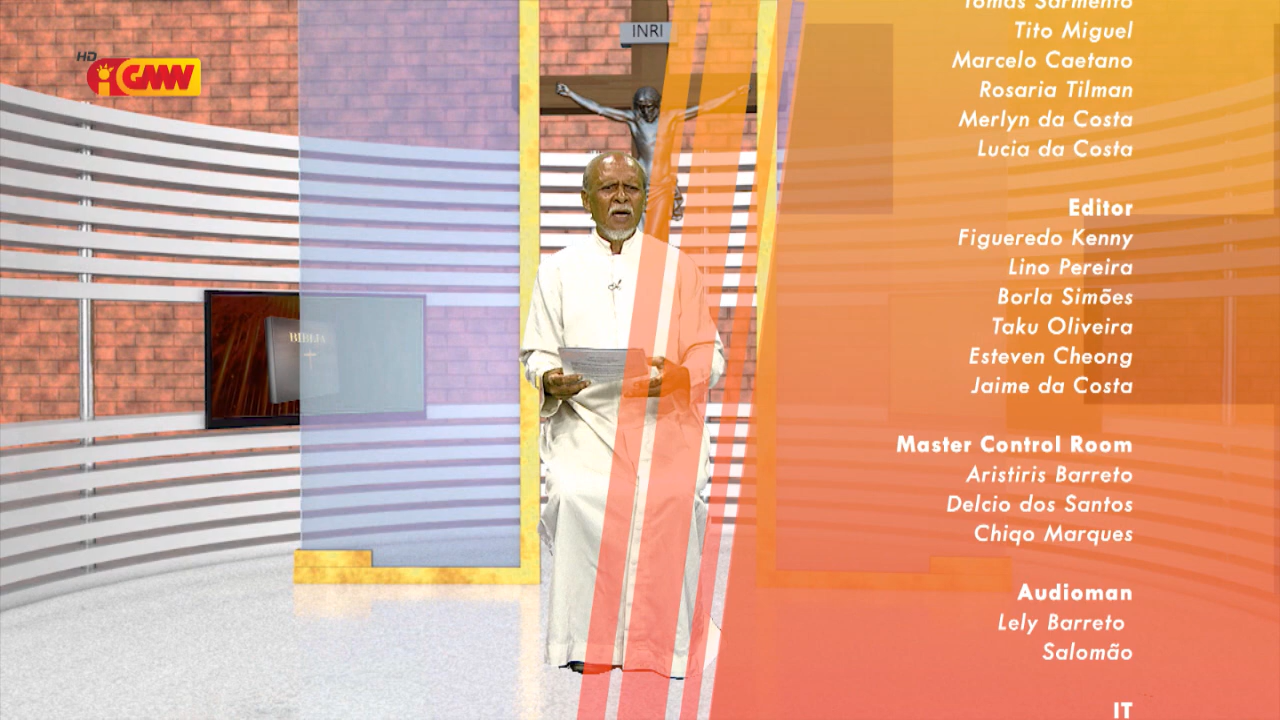 HD
GMN
INRI
BIBLIA
Tomás Sarmento
Tito Miguel
Marcelo Caetano
Rosaria Tilman
Merlyn da Costa
Lucia da Costa
Editor
Figueredo Kenny
Lino Pereira
Borla Simões
Taku Oliveira
Esteven Cheong
Jaime da Costa
Master Control Room
Aristiris Barreto
Delcio dos Santos
Chiqo Marques
Audioman
Lely Barreto
Salomão
IT